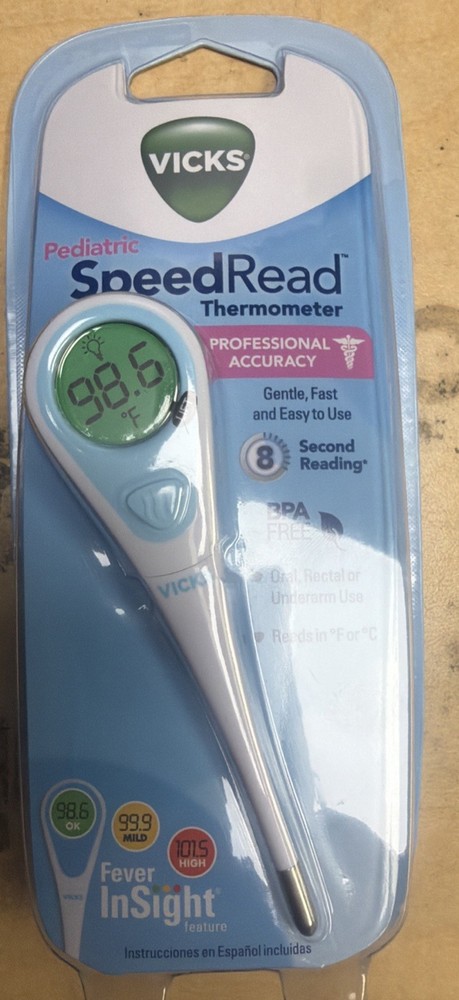 VICKS®
Pediatric
SpeedRead™
Thermometer
PROFESSIONAL
ACCURACY
Gentle, Fast
and Easy to Use
98.6
°F
8 Second
Reading*
BPA
FREE
Oral, Rectal or
Underarm Use
Reads in °F or °C
VICKS
98.6
OK
99.9
MILD
101.5
HIGH
VICKS
Fever
InSight®
feature
Instrucciones en Español incluidas